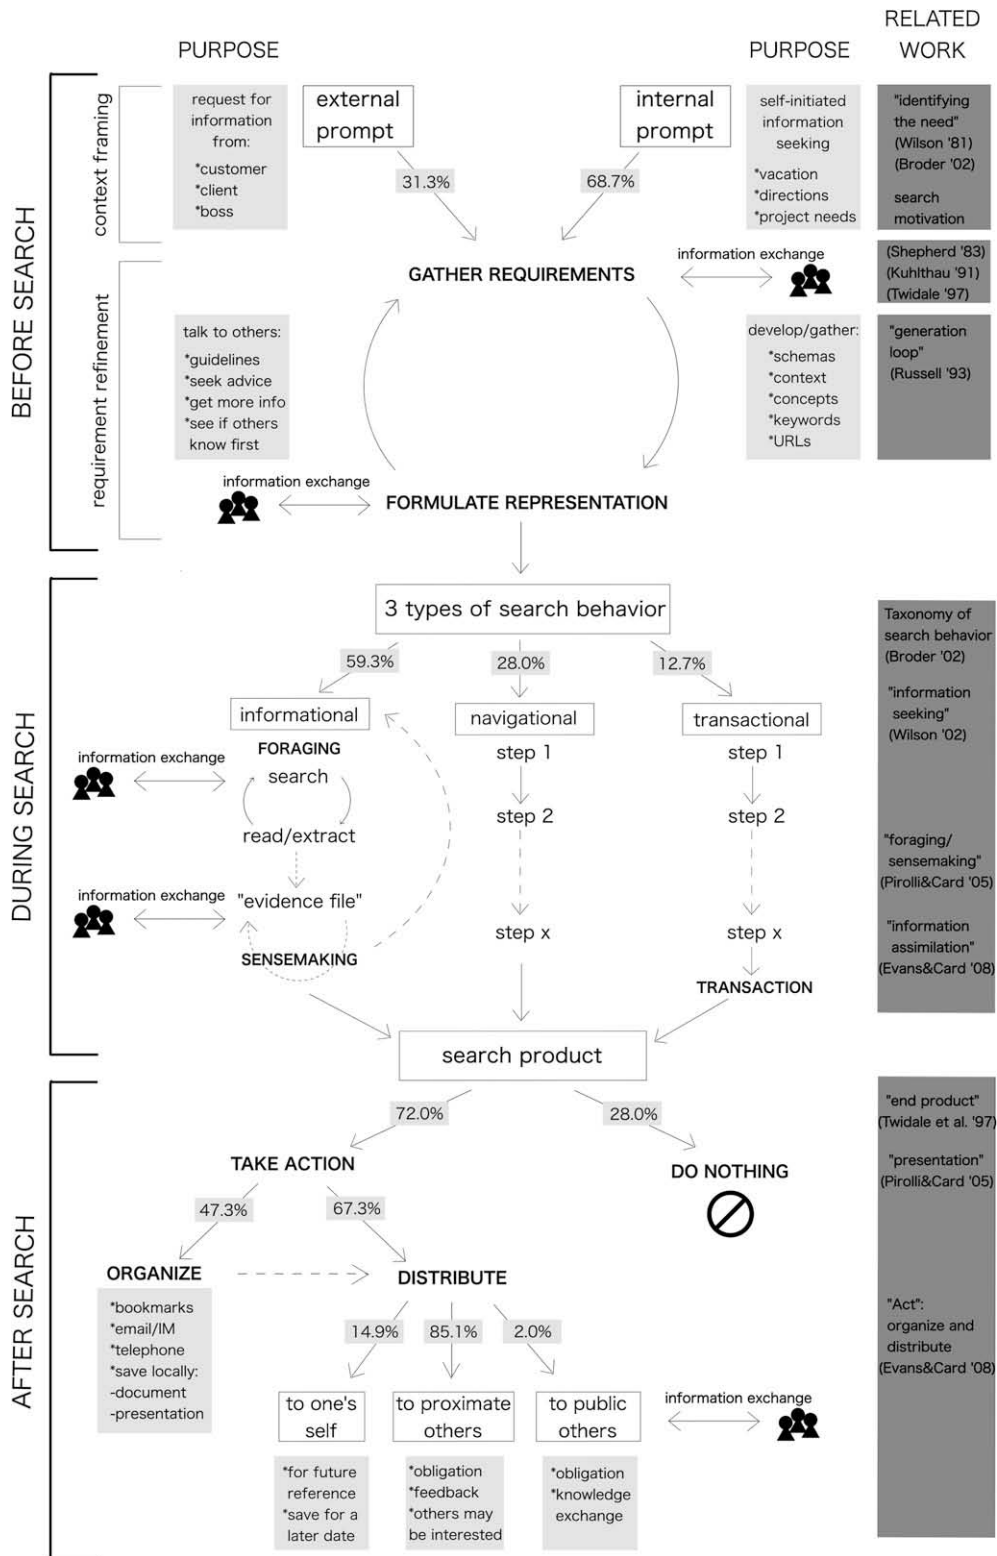 RELATED
PURPOSE
PURPOSE
WORK
BEFORE SEARCH
context framing
request for
information
from:
*customer
*client
*boss
external
prompt
31.3%
internal
prompt
68.7%
self-initiated
information
seeking
*vacation
*directions
*project needs
"identifying
the need"
(Wilson '81)
(Broder '02)
search
motivation
GATHER REQUIREMENTS
information exchange
(Shepherd '83)
(Kuhlthau '91)
(Twidale '97)
requirement refinement
talk to others:
*guidelines
*seek advice
*get more info
*see if others
know first
develop/gather:
*schemas
*context
*concepts
*keywords
*URLs
"generation
loop"
(Russell '93)
information exchange
FORMULATE REPRESENTATION
DURING SEARCH
3 types of search behavior
59.3%
28.0%
12.7%
Taxonomy of
search behavior
(Broder '02)
informational
navigational
transactional
"information
seeking"
(Wilson '02)
FORAGING
information exchange
search
read/extract
step 1
step 2
step x
step 1
step 2
step x
TRANSACTION
information exchange
"evidence file"
SENSEMAKING
"foraging/
sensemaking"
(Pirolli&Card '05)
"information
assimilation"
(Evans&Card '08)
search product
AFTER SEARCH
72.0%
28.0%
"end product"
(Twidale et al. '97)
TAKE ACTION
DO NOTHING
"presentation"
(Pirolli&Card '05)
47.3%
67.3%
ORGANIZE
DISTRIBUTE
*bookmarks
*email/IM
*telephone
*save locally:
-document
-presentation
14.9%
85.1%
2.0%
"Act":
organize and
distribute
(Evans&Card '08)
to one's
self
to proximate
others
to public
others
information exchange
*for future
reference
*save for a
later date
*obligation
*feedback
*others may
be interested
*obligation
*knowledge
exchange